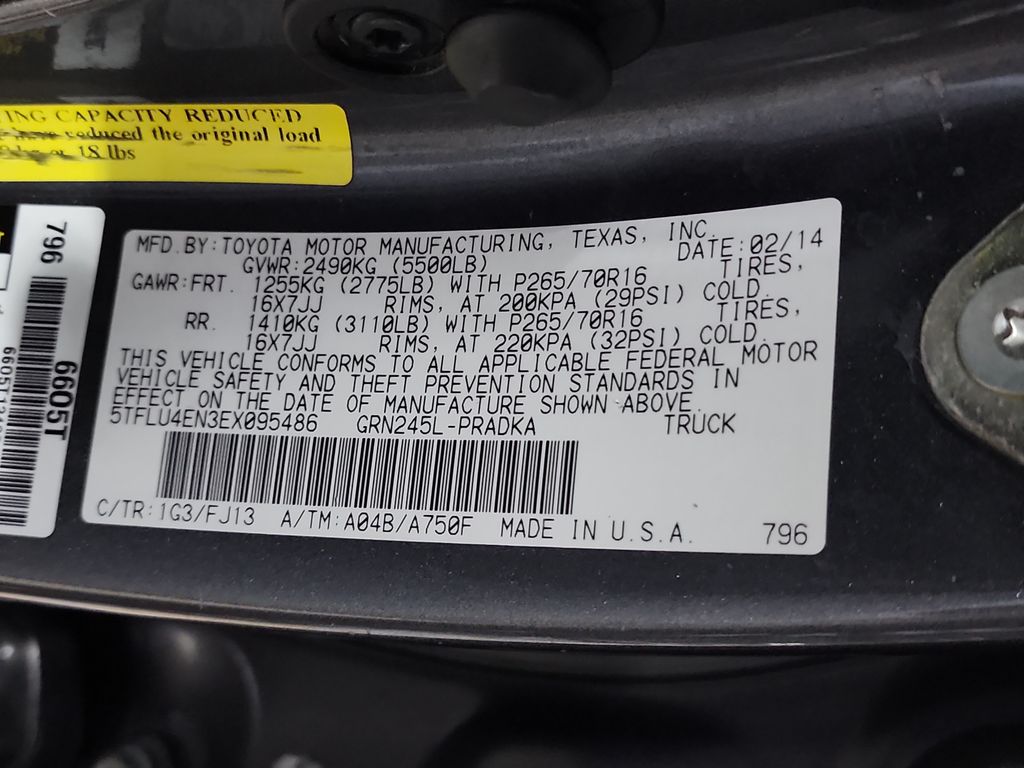 ING CAPACITY REDUCED
have reduced the original load
kg or 18 lbs
796
6605T
MFD.BY:TOYOTA MOTOR MANUFACTURING, TEXAS, INC.
DATE:02/14
GVWR:2490KG (5500LB)
GAWR:FRT. 1255KG (2775LB) WITH P265/70R16 TIRES,
16X7JJ RIMS, AT 200KPA (29PSI) COLD.
RR. 1410KG (3110LB) WITH P265/70R16 TIRES,
16X7JJ RIMS, AT 220KPA (32PSI) COLD.
THIS VEHICLE CONFORMS TO ALL APPLICABLE FEDERAL MOTOR
VEHICLE SAFETY AND THEFT PREVENTION STANDARDS IN
EFFECT ON THE DATE OF MANUFACTURE SHOWN ABOVE.
5TFLU4EN3EX095486 GRN245L-PRADKA TRUCK
C/TR:1G3/FJ13 A/TM:A04B/A750F MADE IN U.S.A. 796